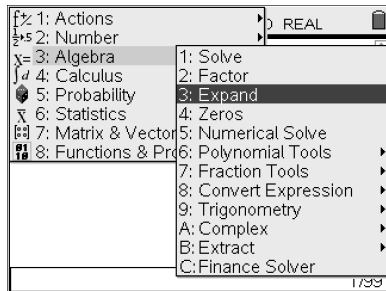 1: Actions
) REAL
2: Number
3: Algebra
4: Calculus
5: Probability
6: Statistics
7: Matrix & Vector
8: Functions & Pro
1: Solve
2: Factor
3: Expand
4: Zeros
5: Numerical Solve
6: Polynomial Tools
7: Fraction Tools
8: Convert Expression
9: Trigonometry
A: Complex
B: Extract
C: Finance Solver
1/99